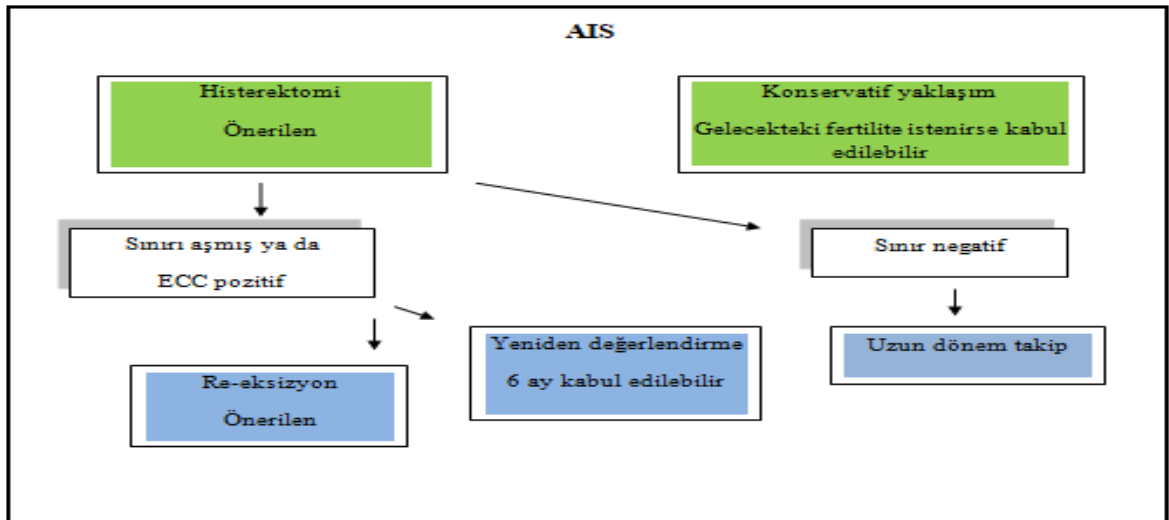 AIS
Histerektomi
Önerilen
Konservatif yaklaşım
Gelecekteki fertilite istenirse kabul
edilebilir
Sınırı aşmış ya da
ECC pozitif
Sınır negatif
Re-eksizyon
Önerilen
Yeniden değerlendirme
6 ay kabul edilebilir
Uzun dönem takip